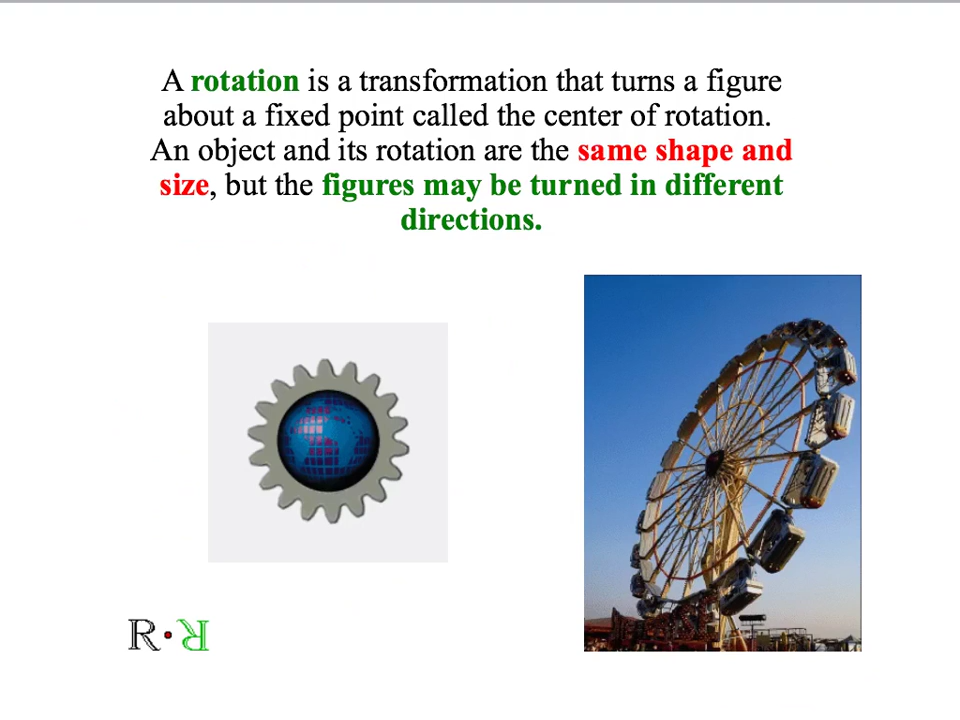 A rotation is a transformation that turns a figure
about a fixed point called the center of rotation.
An object and its rotation are the same shape and
size, but the figures may be turned in different
directions.
R · R